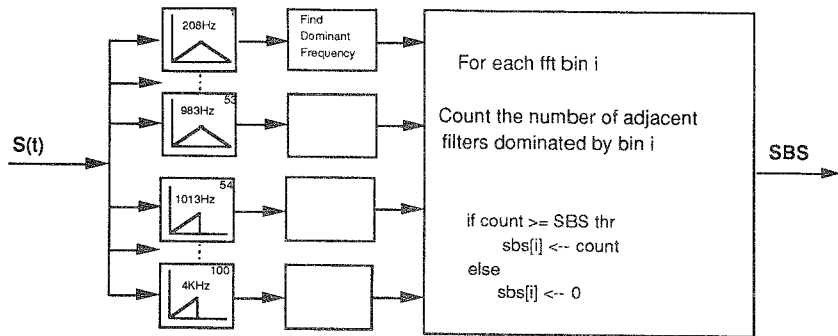 S(t)
1
208Hz
Find
Dominant
Frequency
53
983Hz
54
1013Hz
100
4KHz
For each fft bin i
Count the number of adjacent
filters dominated by bin i
if count >= SBS thr
sbs[i] <-- count
else
sbs[i] <-- 0
SBS